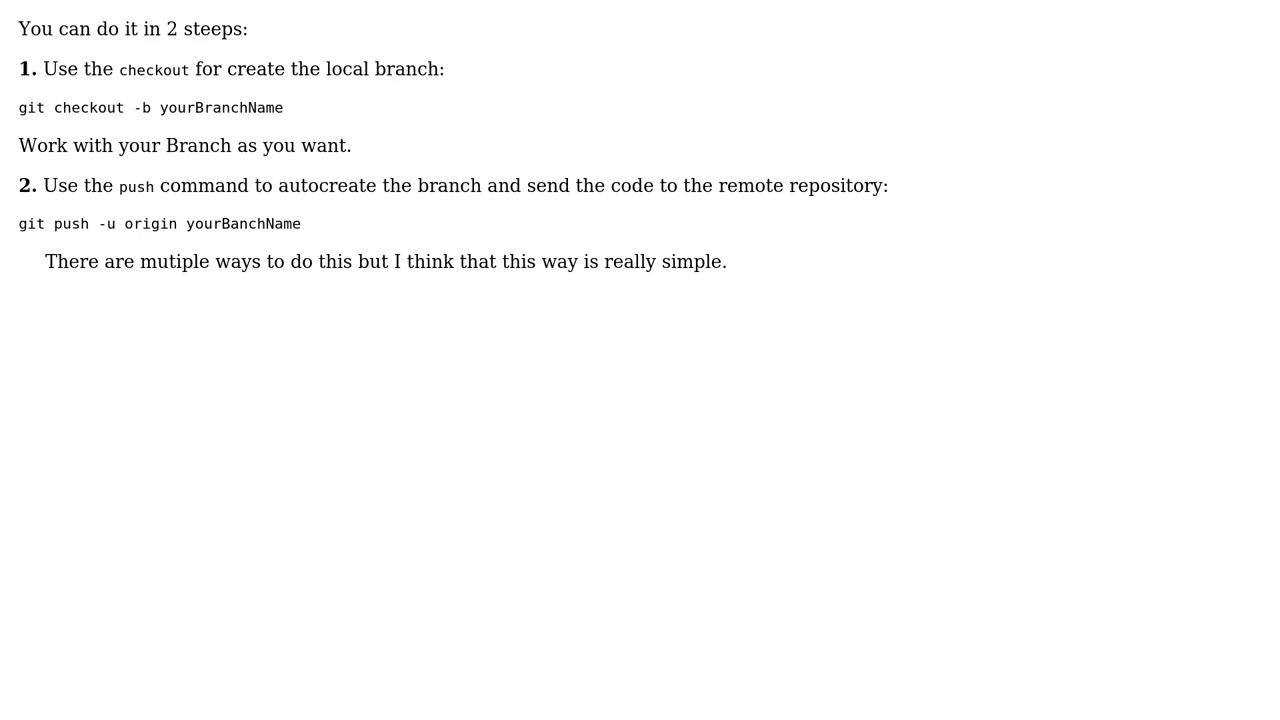 You can do it in 2 steeps:
1. Use the checkout for create the local branch:
git checkout -b yourBranchName
Work with your Branch as you want.
2. Use the push command to autocreate the branch and send the code to the remote repository:
git push -u origin yourBanchName
There are mutiple ways to do this but I think that this way is really simple.